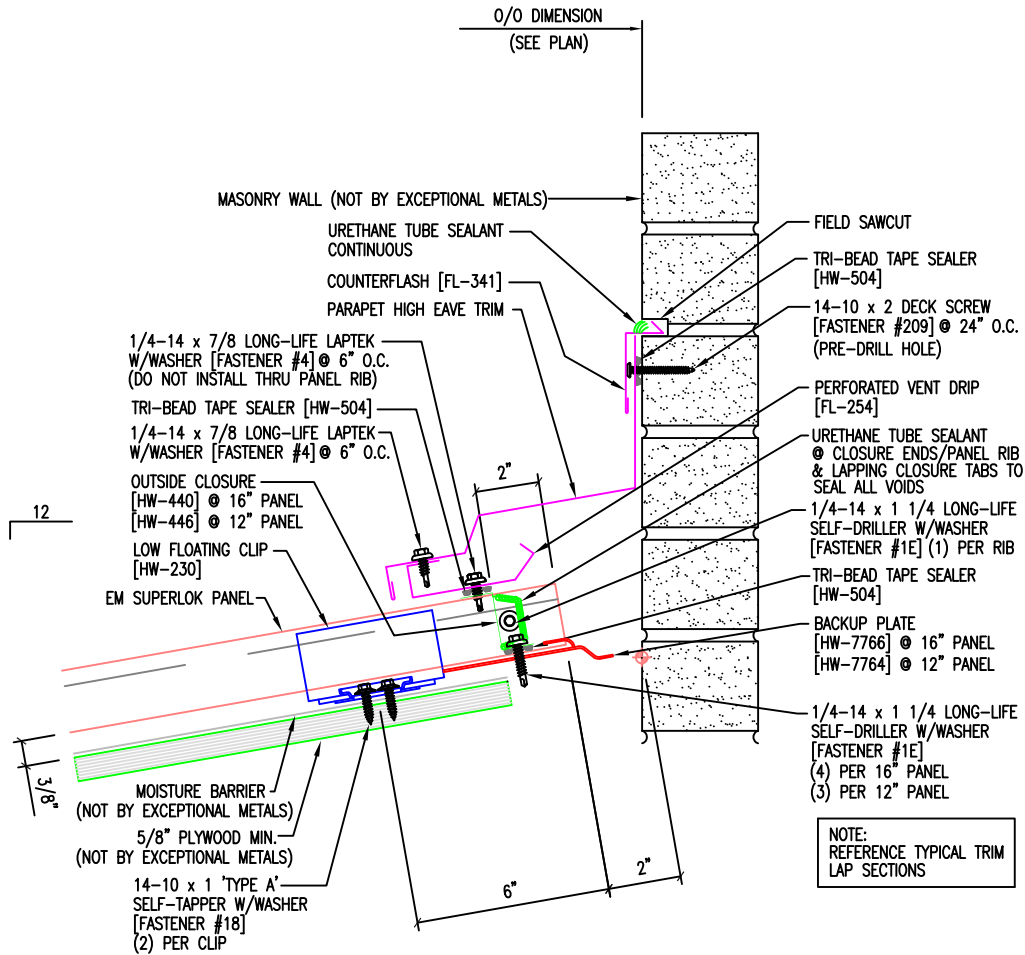 O/O DIMENSION
(SEE PLAN)
MASONRY WALL (NOT BY EXCEPTIONAL METALS)
URETHANE TUBE SEALANT
CONTINUOUS
COUNTERFLASH [FL-341]
PARAPET HIGH EAVE TRIM
1/4-14 x 7/8 LONG-LIFE LAPTEK
W/WASHER [FASTENER #4] @ 6" O.C.
(DO NOT INSTALL THRU PANEL RIB)
TRI-BEAD TAPE SEALER [HW-504]
1/4-14 x 7/8 LONG-LIFE LAPTEK
W/WASHER [FASTENER #4] @ 6" O.C.
OUTSIDE CLOSURE
[HW-440] @ 16" PANEL
[HW-446] @ 12" PANEL
12
LOW FLOATING CLIP
[HW-230]
EM SUPERLOK PANEL
2"
FIELD SAWCUT
TRI-BEAD TAPE SEALER
[HW-504]
14-10 x 2 DECK SCREW
[FASTENER #209] @ 24" O.C.
(PRE-DRILL HOLE)
PERFORATED VENT DRIP
[FL-254]
URETHANE TUBE SEALANT
@ CLOSURE ENDS/PANEL RIB
& LAPPING CLOSURE TABS TO
SEAL ALL VOIDS
1/4-14 x 1 1/4 LONG-LIFE
SELF-DRILLER W/WASHER
[FASTENER #1E] (1) PER RIB
TRI-BEAD TAPE SEALER
[HW-504]
BACKUP PLATE
[HW-7766] @ 16" PANEL
[HW-7764] @ 12" PANEL
1/4-14 x 1 1/4 LONG-LIFE
SELF-DRILLER W/WASHER
[FASTENER #1E]
(4) PER 16" PANEL
(3) PER 12" PANEL
3/8"
MOISTURE BARRIER
(NOT BY EXCEPTIONAL METALS)
5/8" PLYWOOD MIN.
(NOT BY EXCEPTIONAL METALS)
14-10 x 1 'TYPE A'
SELF-TAPPER W/WASHER
[FASTENER #18]
(2) PER CLIP
6"
2"
NOTE:
REFERENCE TYPICAL TRIM
LAP SECTIONS